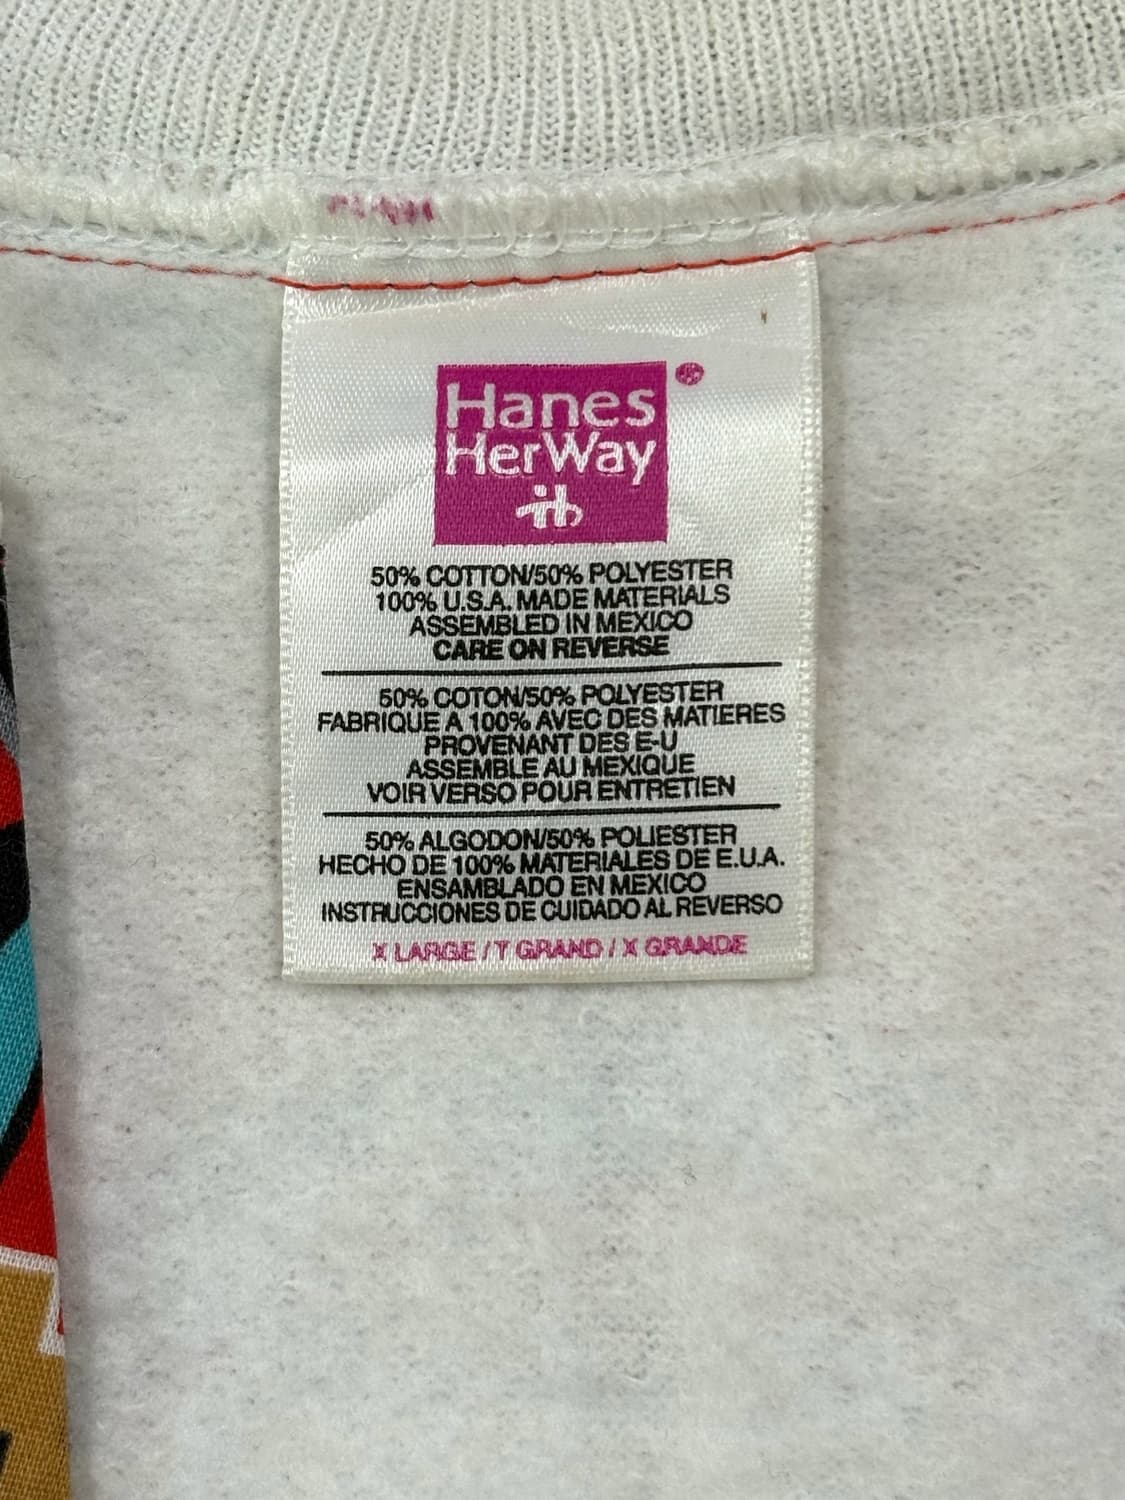 Hanes
HerWay
50% COTTON/50% POLYESTER
100% U.S.A. MADE MATERIALS
ASSEMBLED IN MEXICO
CARE ON REVERSE
50% COTON/50% POLYESTER
FABRIQUE A 100% AVEC DES MATIERES
PROVENANT DES E-U
ASSEMBLE AU MEXIQUE
VOIR VERSO POUR ENTRETIEN
50% ALGODON/50% POLIESTER
HECHO DE 100% MATERIALES DE E.U.A.
ENSAMBLADO EN MEXICO
INSTRUCCIONES DE CUIDADO AL REVERSO
X LARGE / T GRAND / X GRANDE